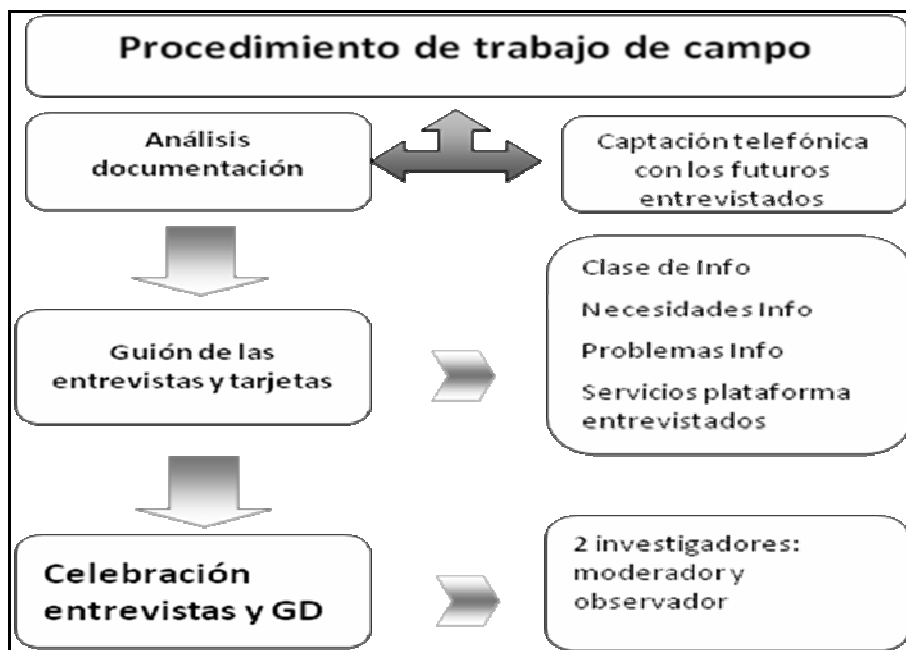 Procedimiento de trabajo de campo
Análisis
documentación
Captación telefónica
con los futuros
entrevistados
Guión de las
entrevistas y tarjetas
Clase de Info
Necesidades Info
Problemas Info
Servicios plataforma
entrevistados
Celebración
entrevistas y GD
2 investigadores:
moderador y
observador